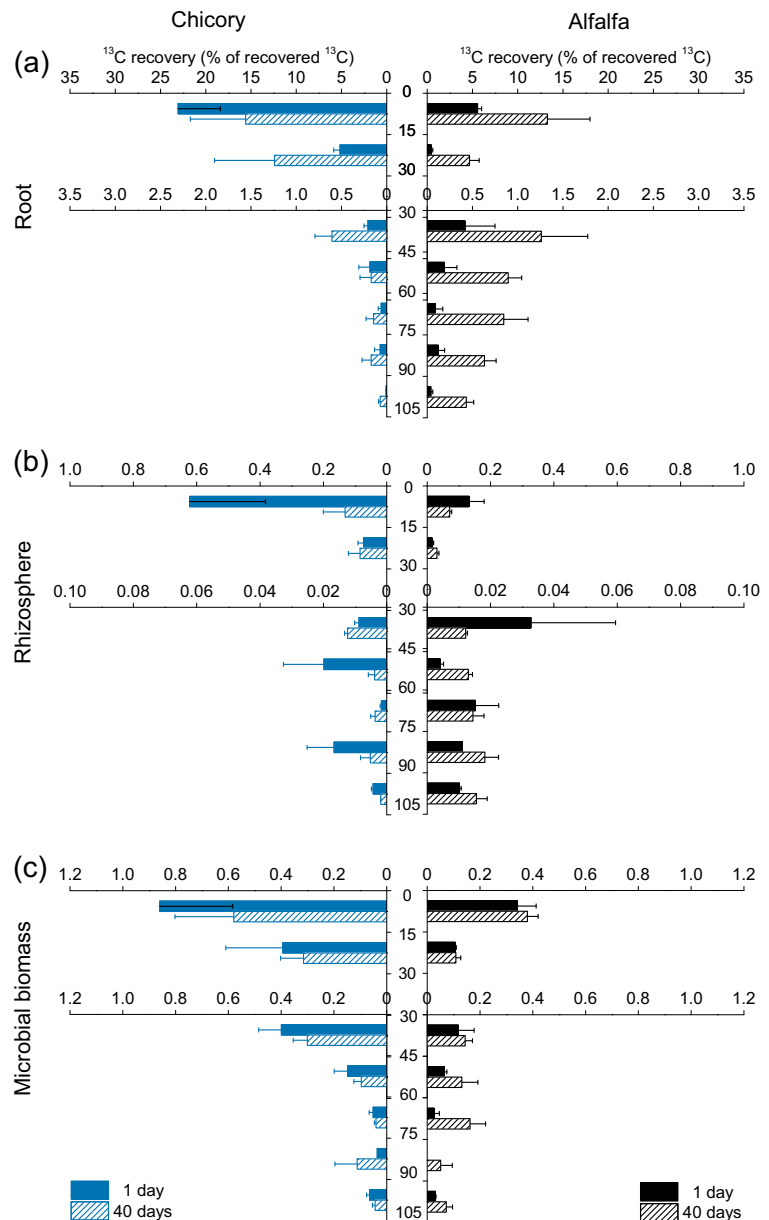 Chicory Alfalfa
¹³C recovery (% of recovered ¹³C) ¹³C recovery (% of recovered ¹³C)
(a)
35 30 25 20 15 10 5 0 0 5 10 15 20 25 30 35
0
15
30
Root
3.5 3.0 2.5 2.0 1.5 1.0 0.5 0 0 0.5 1.0 1.5 2.0 2.5 3.0 3.5
30
45
60
75
90
105
(b)
1.0 0.8 0.6 0.4 0.2 0 0 0.2 0.4 0.6 0.8 1.0
0
15
30
Rhizosphere
0.10 0.08 0.06 0.04 0.02 0 0 0.02 0.04 0.06 0.08 0.10
30
45
60
75
90
105
(c)
1.2 1.0 0.8 0.6 0.4 0.2 0 0 0.2 0.4 0.6 0.8 1.0 1.2
0
15
30
Microbial biomass
1.2 1.0 0.8 0.6 0.4 0.2 0 0 0.2 0.4 0.6 0.8 1.0 1.2
30
45
60
75
90
105
1 day 1 day
40 days 40 days